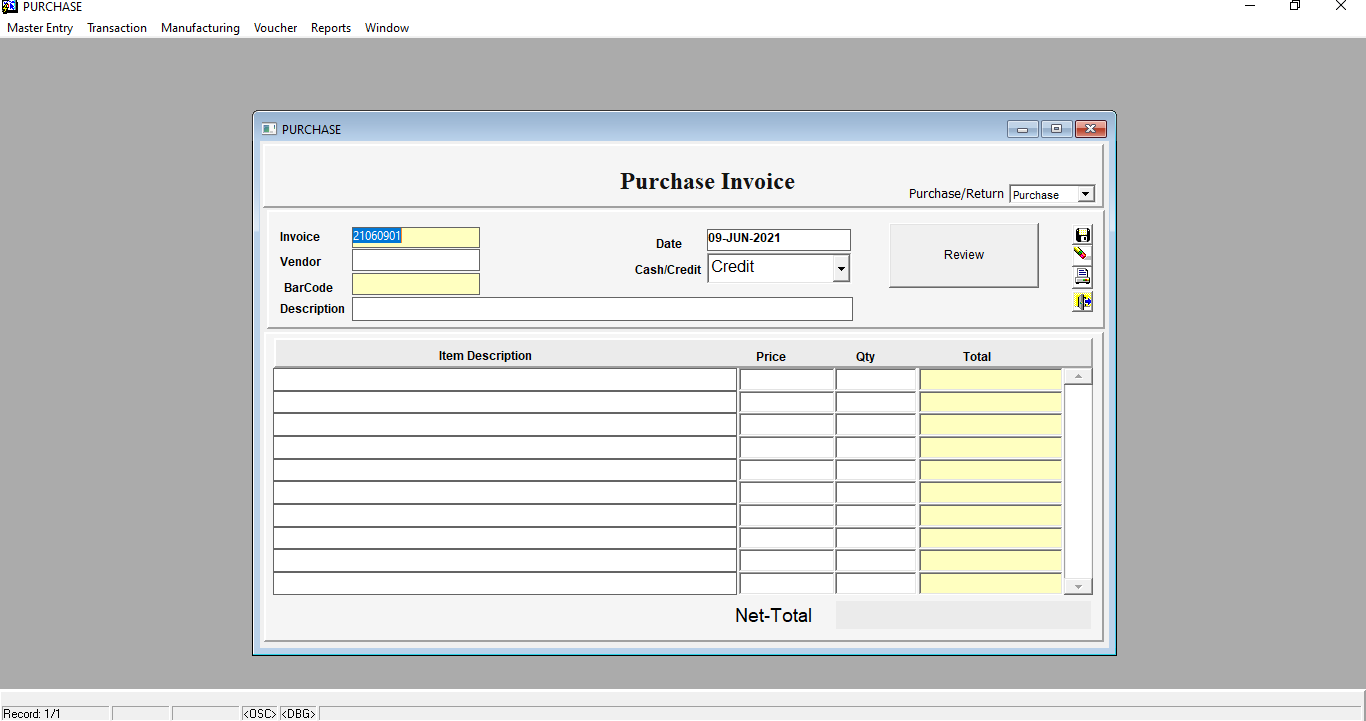 PURCHASE
Master Entry Transaction Manufacturing Voucher Reports Window
PURCHASE
Purchase Invoice
Purchase/Return Purchase
Invoice 21060901
Date 09-JUN-2021
Review
Vendor
Cash/Credit Credit
BarCode
Description
Item Description Price Qty Total
Net-Total
Record: 1/1 <OSC> <DBG>